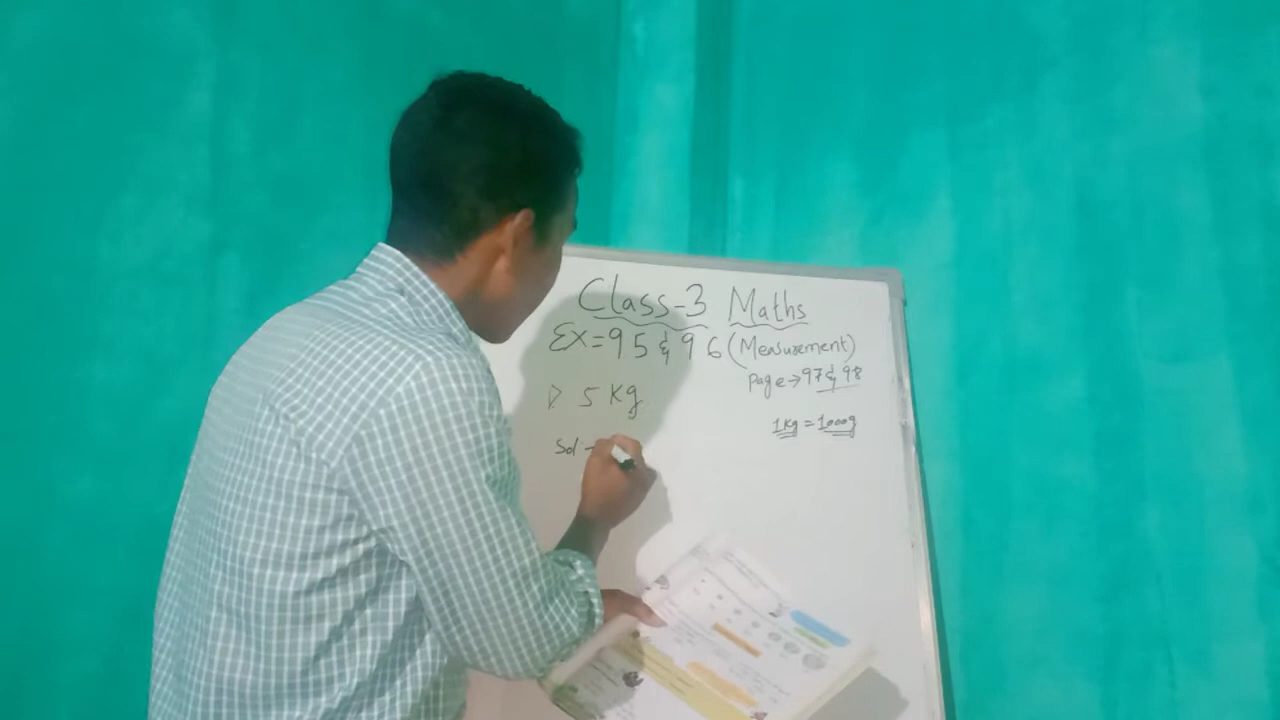 Class-3 Maths
Ex=95 & 96 (Measurement)
Page→97 & 98
1) 5 Kg
1Kg = 1000g
Sol→